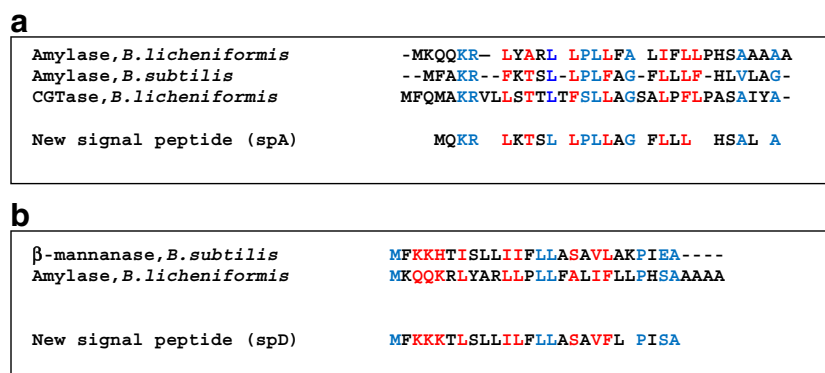 a
Amylase, B.licheniformis -MKQQKR– LYARL LPLLFA LIFLLPHSAAAAA
Amylase, B.subtilis --MFAKR--FKTSL-LPLLFAG-FLLLF-HLVLAG-
CGTase, B.licheniformis MFQMAKRVLLSTTLTFSLLAGSALPFLPASAIYA-
New signal peptide (spA) MQKR LKTSL LPLLAG FLLL HSAL A
b
β-mannanase, B.subtilis MFKKHTISLLIIFLLASAVLAKPIEA----
Amylase, B.licheniformis MKQQKRLYARLLPLLFALIFLLPHSAAAAA
New signal peptide (spD) MFKKKTLSLLILFLLASAVFL PISA